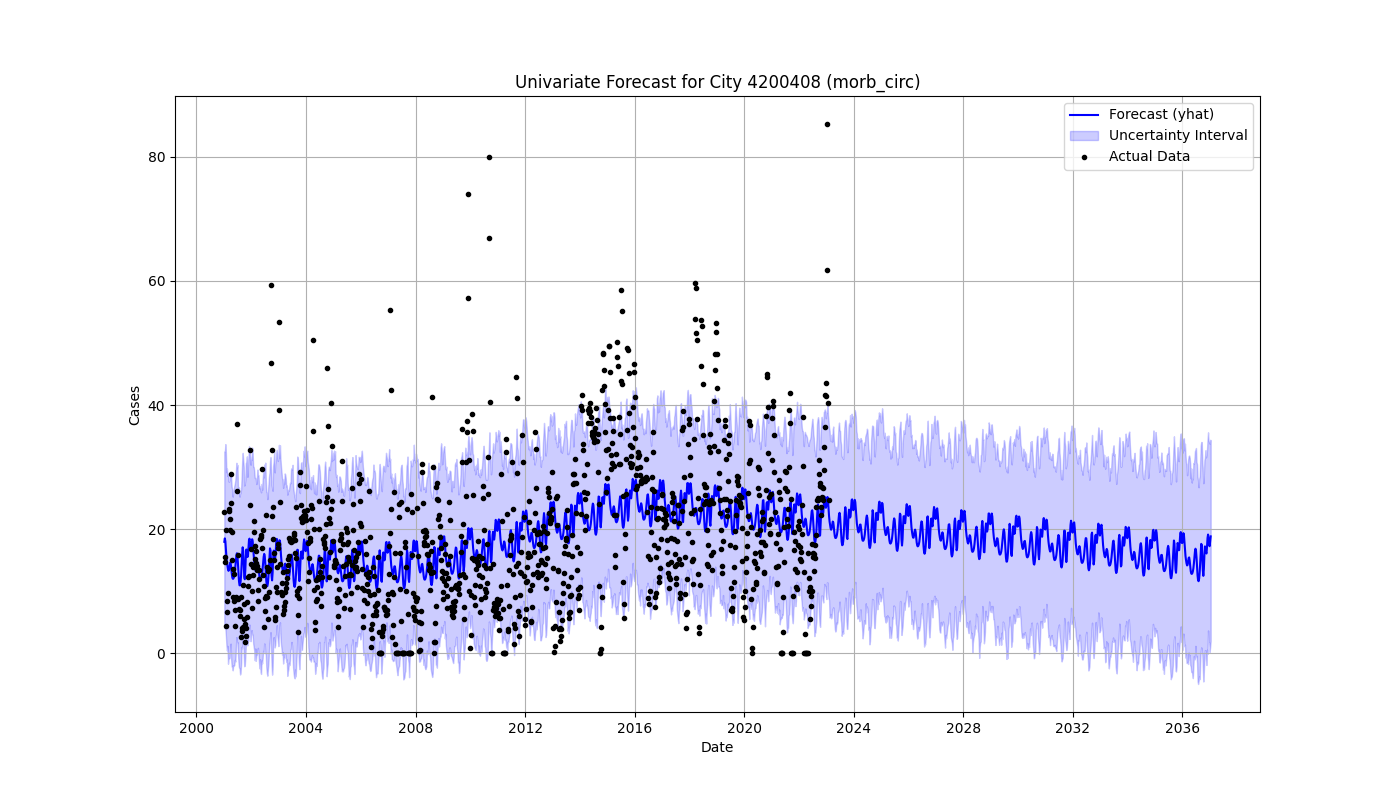 Univariate Forecast for City 4200408 (morb_circ)
Forecast (yhat)
Uncertainty Interval
Actual Data
Cases
80
60
40
20
0
2000 2004 2008 2012 2016 2020 2024 2028 2032 2036
Date